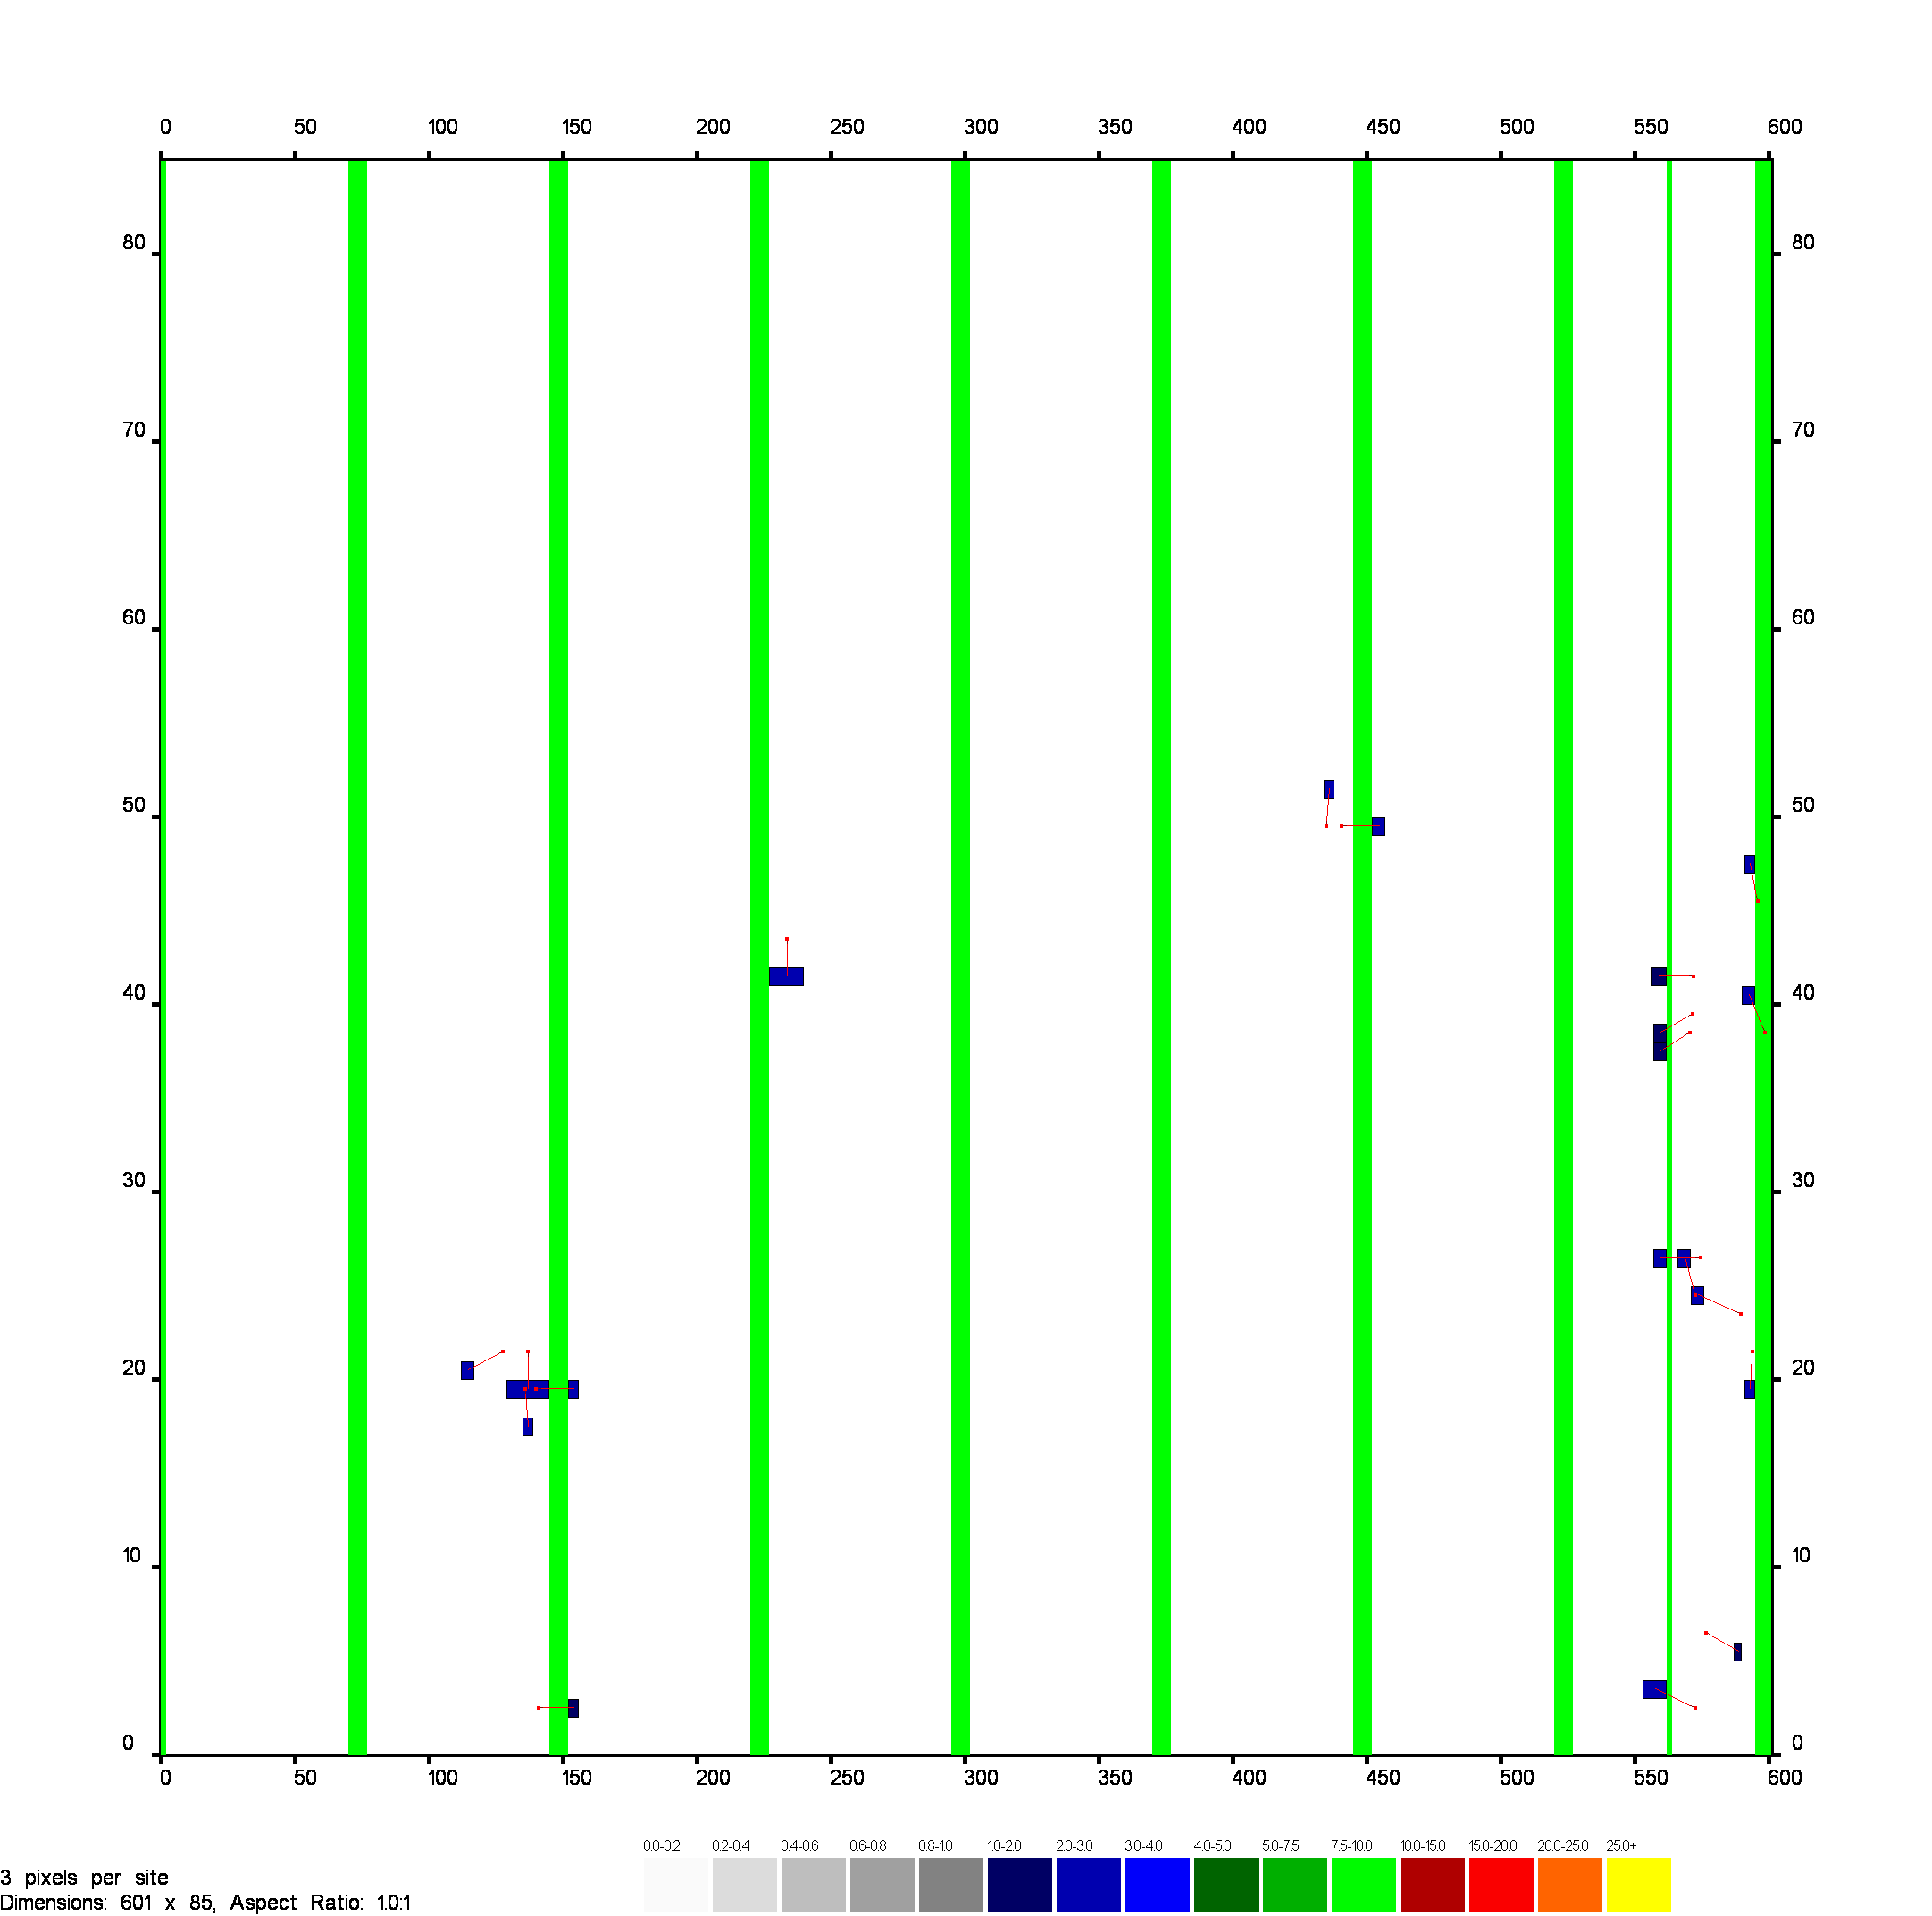 0 50 100 150 200 250 300 350 400 450 500 550 600
80 80
70 70
60 60
50 50
40 40
30 30
20 20
10 10
0 0
0 50 100 150 200 250 300 350 400 450 500 550 600
0.0-0.2 0.2-0.4 0.4-0.6 0.6-0.8 0.8-1.0 1.0-2.0 2.0-3.0 3.0-4.0 4.0-5.0 5.0-7.5 7.5-10.0 10.0-15.0 15.0-20.0 20.0-25.0 25.0+
3 pixels per site
Dimensions: 601 x 85, Aspect Ratio: 1.0:1